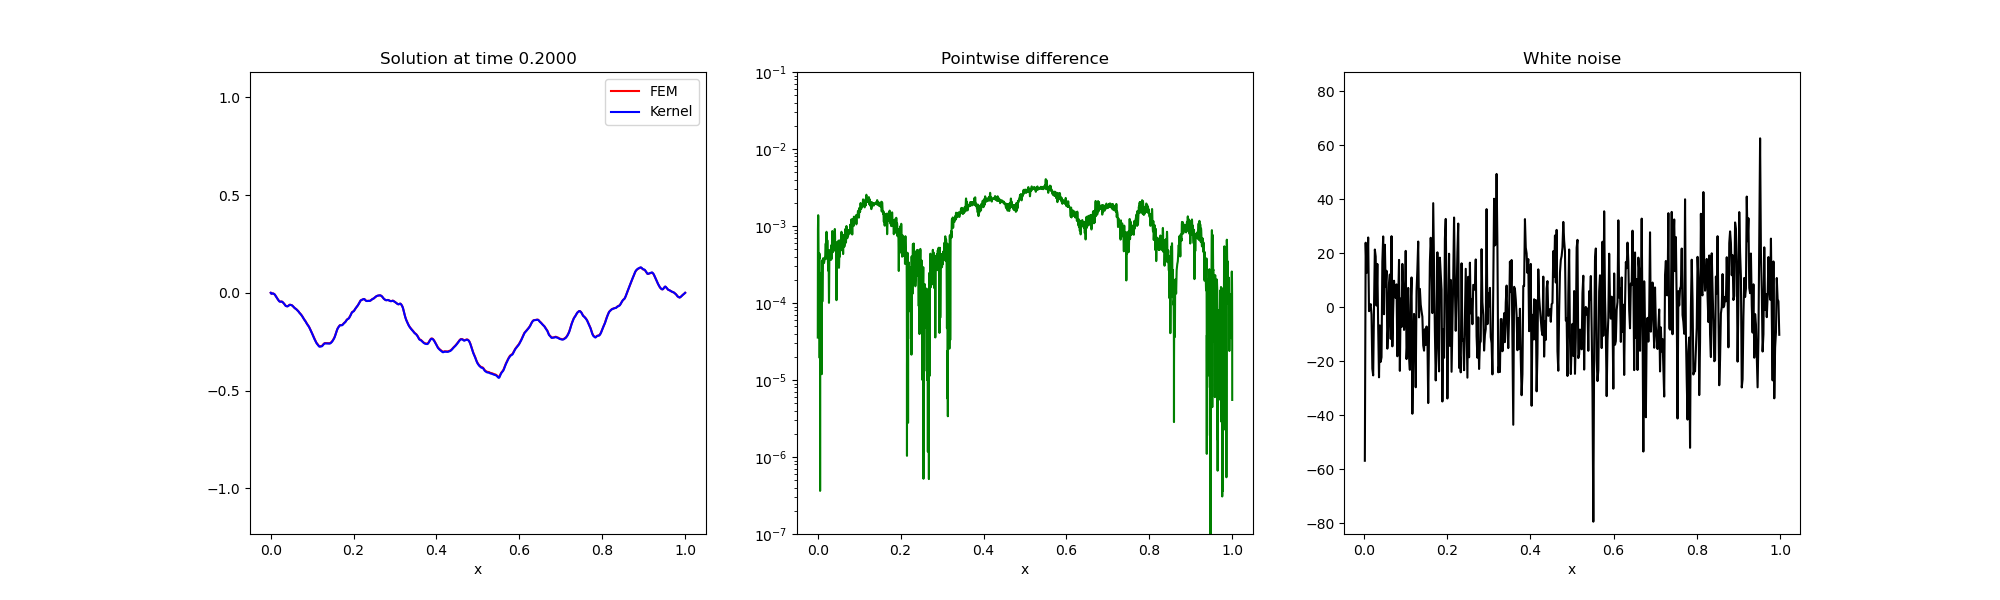 Solution at time 0.2000
1.0
0.5
0.0
−0.5
−1.0
0.0 0.2 0.4 0.6 0.8 1.0
x
FEM
Kernel
Pointwise difference
10⁻¹
10⁻²
10⁻³
10⁻⁴
10⁻⁵
10⁻⁶
10⁻⁷
0.0 0.2 0.4 0.6 0.8 1.0
x
White noise
80
60
40
20
0
−20
−40
−60
−80
0.0 0.2 0.4 0.6 0.8 1.0
x